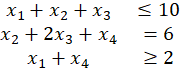 x₁ + x₂ + x₃ ≤ 10
x₂ + 2x₃ + x₄ = 6
x₁ + x₄ ≥ 2